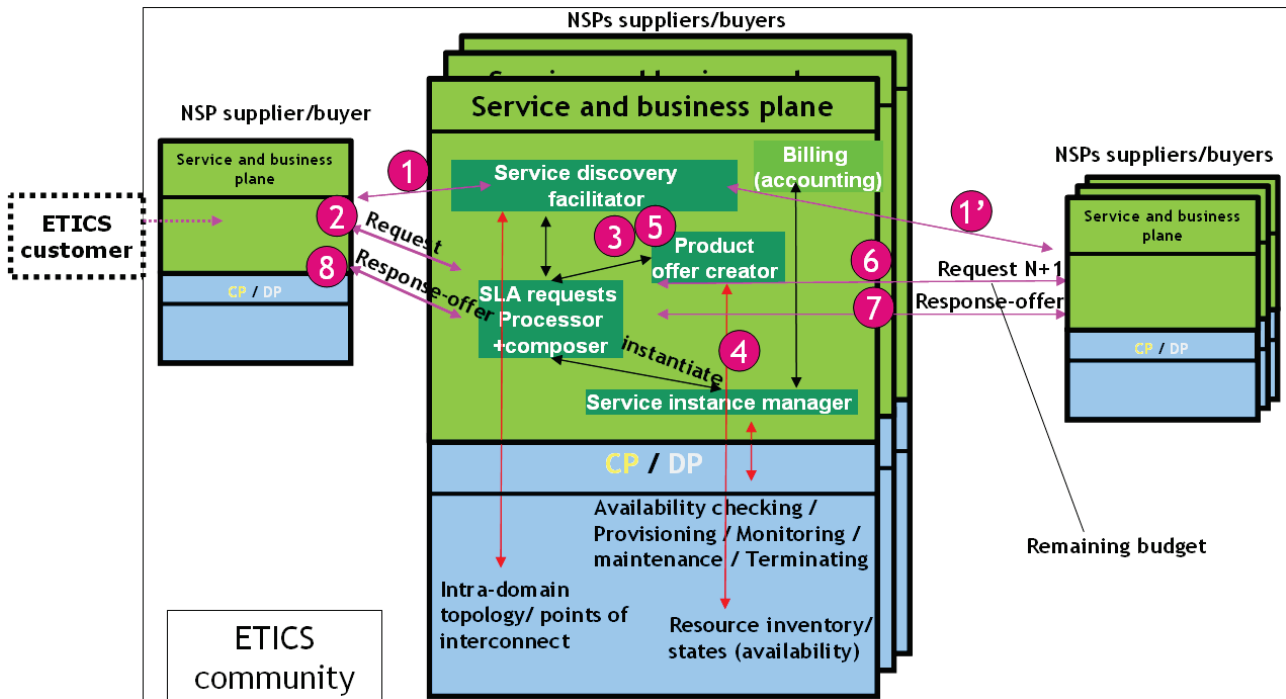 NSPs suppliers/buyers
Service and business plane
NSP supplier/buyer
Service and business
plane
ETICS
customer
CP / DP
1
2
8
Request
Response-offer
Service discovery
facilitator
Billing
(accounting)
3
5
Product
offer creator
SLA requests
Processor
+composer
instantiate
4
Service instance manager
CP / DP
Availability checking /
Provisioning / Monitoring /
maintenance / Terminating
Intra-domain
topology/ points of
interconnect
Resource inventory/
states (availability)
1’
6
Request N+1
7
Response-offer
NSPs suppliers/buyers
Service and business
plane
CP / DP
Remaining budget
ETICS
community